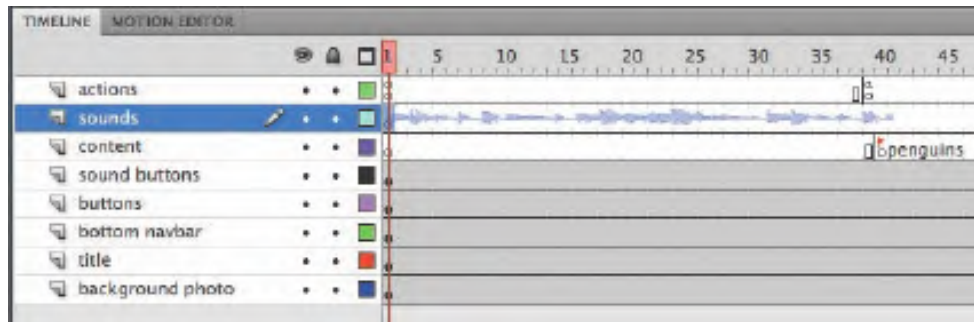 TIMELINE MOTION EDITOR
1 5 10 15 20 25 30 35 40 45
actions
a
sounds
content
penguins
sound buttons
buttons
bottom navbar
title
background photo